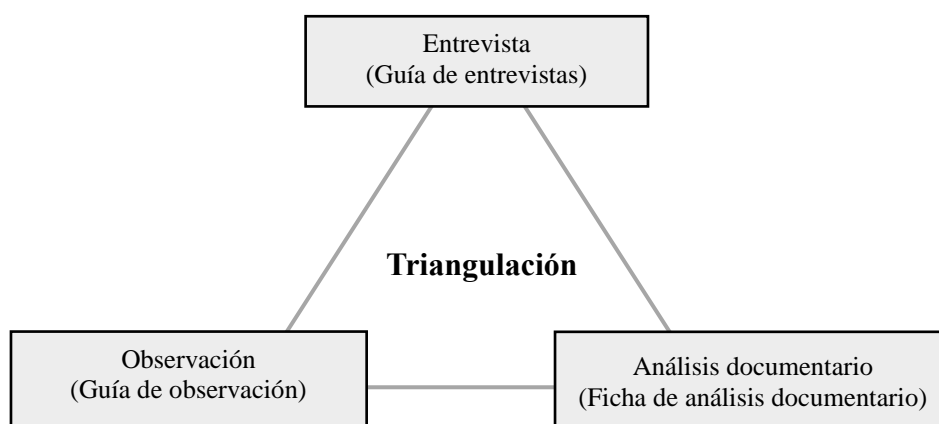 Entrevista
(Guía de entrevistas)
Triangulación
Observación
(Guía de observación)
Análisis documentario
(Ficha de análisis documentario)